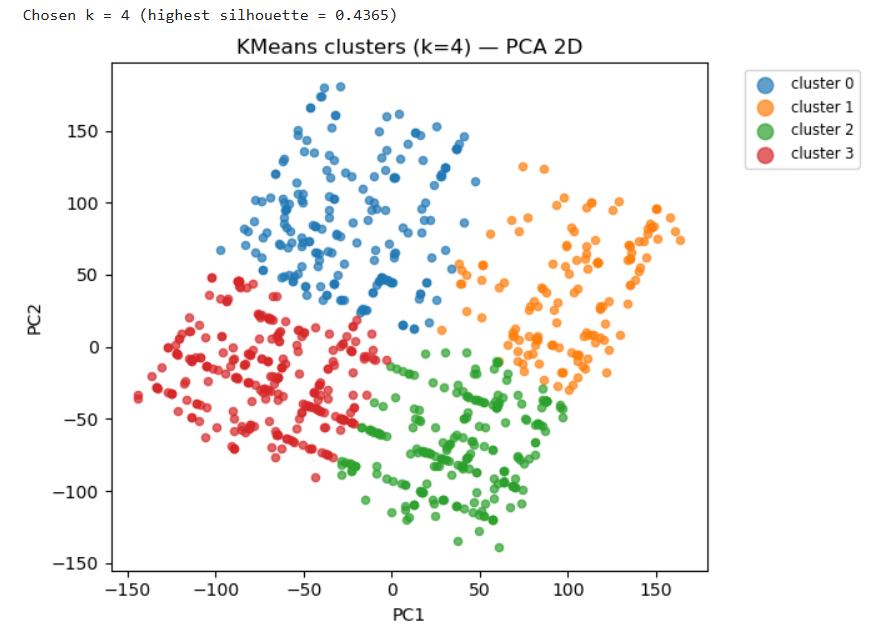 Chosen k = 4 (highest silhouette = 0.4365)
KMeans clusters (k=4) — PCA 2D
cluster 0
cluster 1
cluster 2
cluster 3
150
100
50
0
−50
−100
−150
PC2
−150
−100
−50
0
50
100
150
PC1